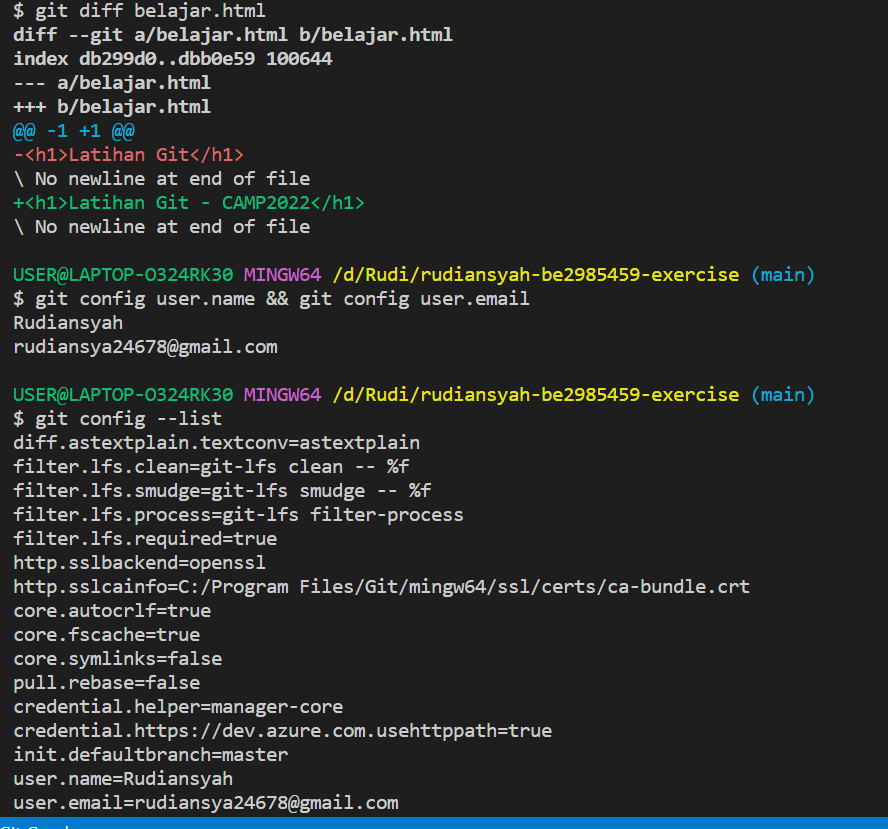 $ git diff belajar.html
diff --git a/belajar.html b/belajar.html
index db299d0..dbb0e59 100644
--- a/belajar.html
+++ b/belajar.html
@@ -1 +1 @@
-<h1>Latihan Git</h1>
\ No newline at end of file
+<h1>Latihan Git - CAMP2022</h1>
\ No newline at end of file
USER@LAPTOP-O324RK30 MINGW64 /d/Rudi/rudiansyah-be2985459-exercise (main)
$ git config user.name && git config user.email
Rudiansyah
rudiansya24678@gmail.com
USER@LAPTOP-O324RK30 MINGW64 /d/Rudi/rudiansyah-be2985459-exercise (main)
$ git config --list
diff.astextplain.textconv=astextplain
filter.lfs.clean=git-lfs clean -- %f
filter.lfs.smudge=git-lfs smudge -- %f
filter.lfs.process=git-lfs filter-process
filter.lfs.required=true
http.sslbackend=openssl
http.sslcainfo=C:/Program Files/Git/mingw64/ssl/certs/ca-bundle.crt
core.autocrlf=true
core.fscache=true
core.symlinks=false
pull.rebase=false
credential.helper=manager-core
credential.https://dev.azure.com.usehttppath=true
init.defaultbranch=master
user.name=Rudiansyah
user.email=rudiansya24678@gmail.com